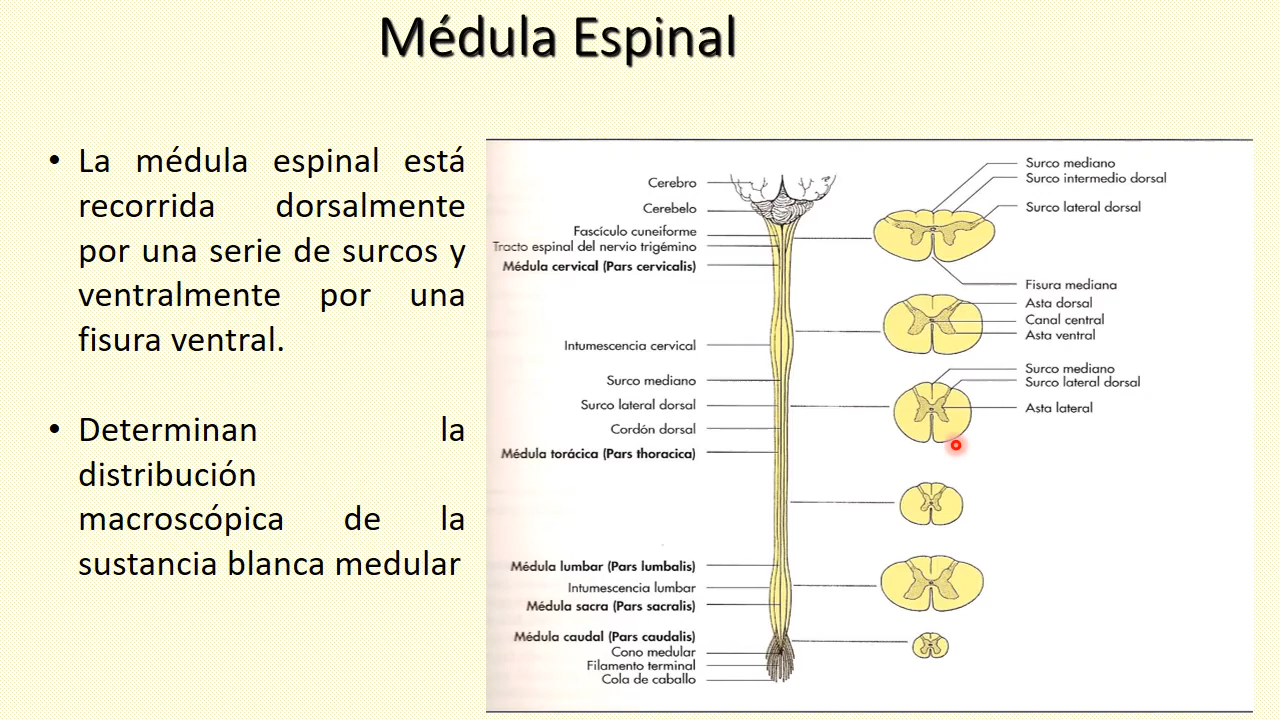 Médula Espinal
• La médula espinal está
recorrida dorsalmente
por una serie de surcos y
ventralmente por una
fisura ventral.
• Determinan la
distribución
macroscópica de la
sustancia blanca medular
Cerebro
Cerebelo
Fascículo cuneiforme
Tracto espinal del nervio trigémino
Médula cervical (Pars cervicalis)
Intumescencia cervical
Surco mediano
Surco lateral dorsal
Cordón dorsal
Médula torácica (Pars thoracica)
Médula lumbar (Pars lumbalis)
Intumescencia lumbar
Médula sacra (Pars sacralis)
Médula caudal (Pars caudalis)
Cono medular
Filamento terminal
Cola de caballo
Surco mediano
Surco intermedio dorsal
Surco lateral dorsal
Fisura mediana
Asta dorsal
Canal central
Asta ventral
Surco mediano
Surco lateral dorsal
Asta lateral